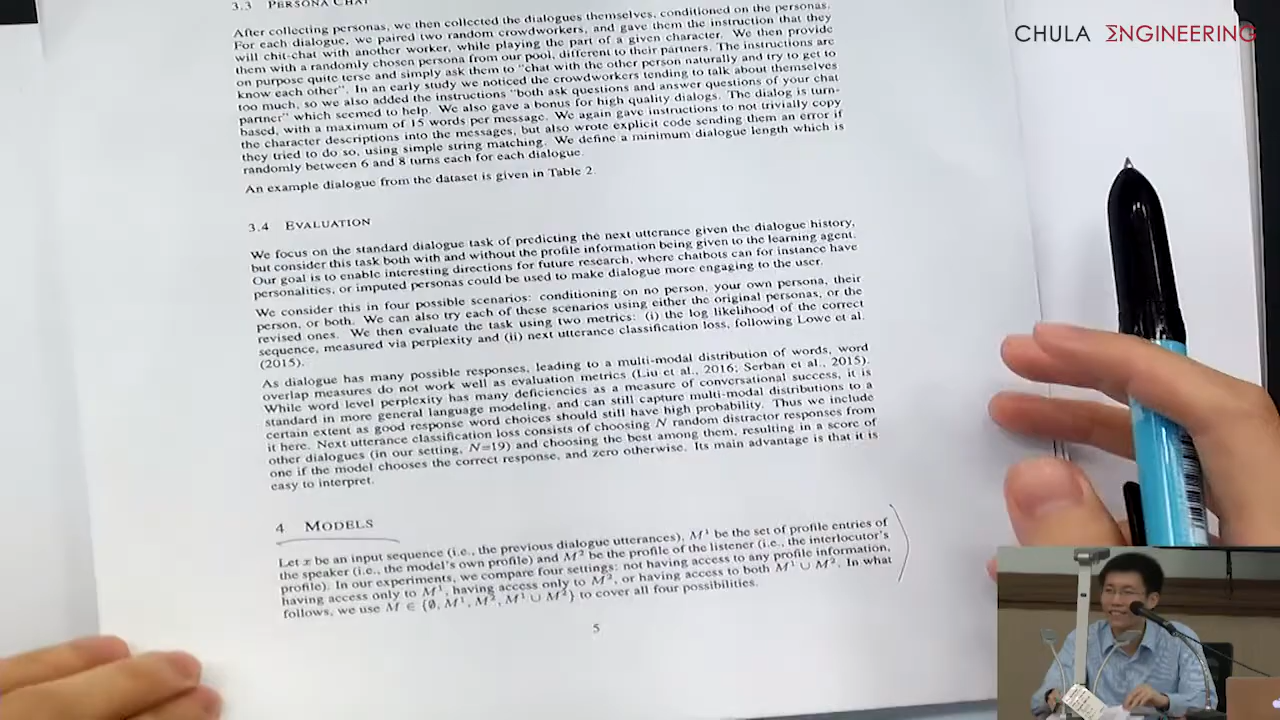 CHULA ΣNGINEERING
3.3 PERSONA CHAT
After collecting personas, we then collected the dialogues themselves, conditioned on the personas.
For each dialogue, we paired two random crowdworkers, and gave them the instruction that they
will chit-chat with another worker, while playing the part of a given character. We then provide
them with a randomly chosen persona from our pool, different to their partners. The instructions are
on purpose quite terse and simply ask them to "chat with the other person naturally and try to get to
know each other". In an early study we noticed the crowdworkers tending to talk about themselves
too much, so we also added the instructions "both ask questions and answer questions of your chat
partner" which seemed to help. We also gave a bonus for high quality dialogs. The dialog is turn-
based, with a maximum of 15 words per message. We again gave instructions to not trivially copy
the character descriptions into the messages, but also wrote explicit code sending them an error if
they tried to do so, using simple string matching. We define a minimum dialogue length which is
randomly between 6 and 8 turns each for each dialogue.
An example dialogue from the dataset is given in Table 2.
3.4 EVALUATION
We focus on the standard dialogue task of predicting the next utterance given the dialogue history,
but consider this task both with and without the profile information being given to the learning agent.
Our goal is to enable interesting directions for future research, where chatbots can for instance have
personalities, or imputed personas could be used to make dialogue more engaging to the user.
We consider this in four possible scenarios: conditioning on no person, your own persona, their
person, or both. We can also try each of these scenarios using either the original personas, or the
revised ones. We then evaluate the task using two metrics: (i) the log likelihood of the correct
sequence, measured via perplexity and (ii) next utterance classification loss, following Lowe et al.
(2015).
As dialogue has many possible responses, leading to a multi-modal distribution of words, word
overlap measures do not work well as evaluation metrics (Liu et al., 2016; Serban et al., 2015).
While word level perplexity has many deficiencies as a measure of conversational success, it is
standard in more general language modeling, and can still capture multi-modal distributions to a
certain extent as good response word choices should still have high probability. Thus we include
it here. Next utterance classification loss consists of choosing N random distractor responses from
other dialogues (in our setting, N=19) and choosing the best among them, resulting in a score of
one if the model chooses the correct response, and zero otherwise. Its main advantage is that it is
easy to interpret.
4 MODELS
Let x be an input sequence (i.e., the previous dialogue utterances), M¹ be the set of profile entries of
the speaker (i.e., the model's own profile) and M² be the profile of the listener (i.e., the interlocutor's
profile). In our experiments, we compare four settings: not having access to any profile information,
having access only to M¹, having access only to M², or having access to both M¹ ∪ M². In what
follows, we use M ∈ {∅, M¹, M², M¹ ∪ M²} to cover all four possibilities.
5